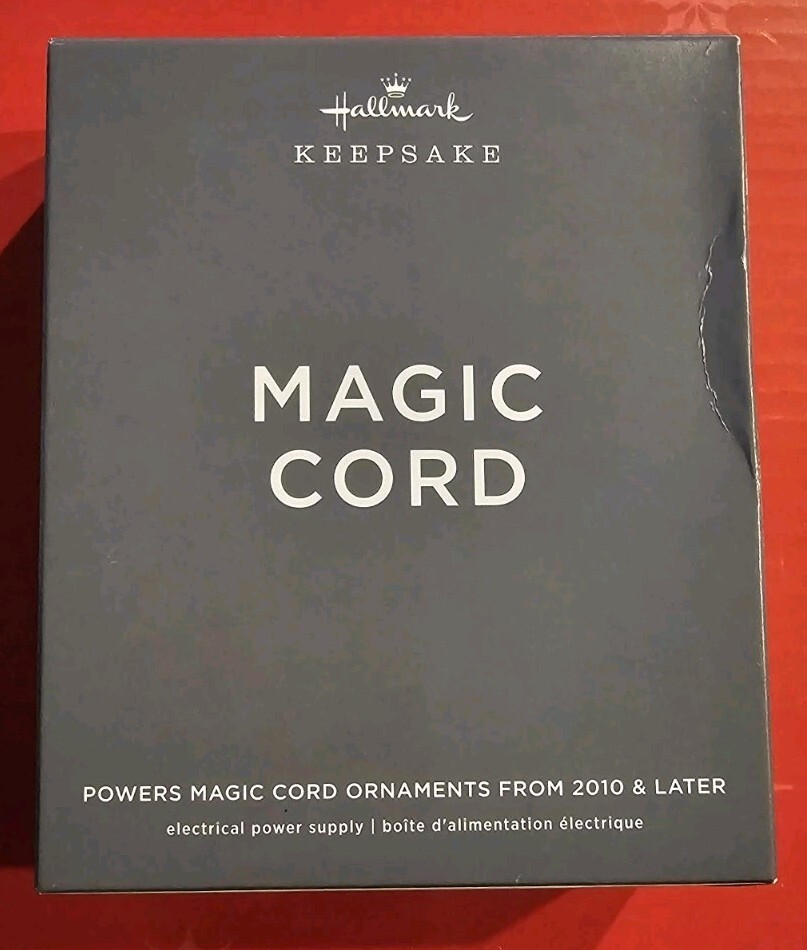 Hallmark
KEEPSAKE
MAGIC
CORD
POWERS MAGIC CORD ORNAMENTS FROM 2010 & LATER
electrical power supply | boîte d'alimentation électrique